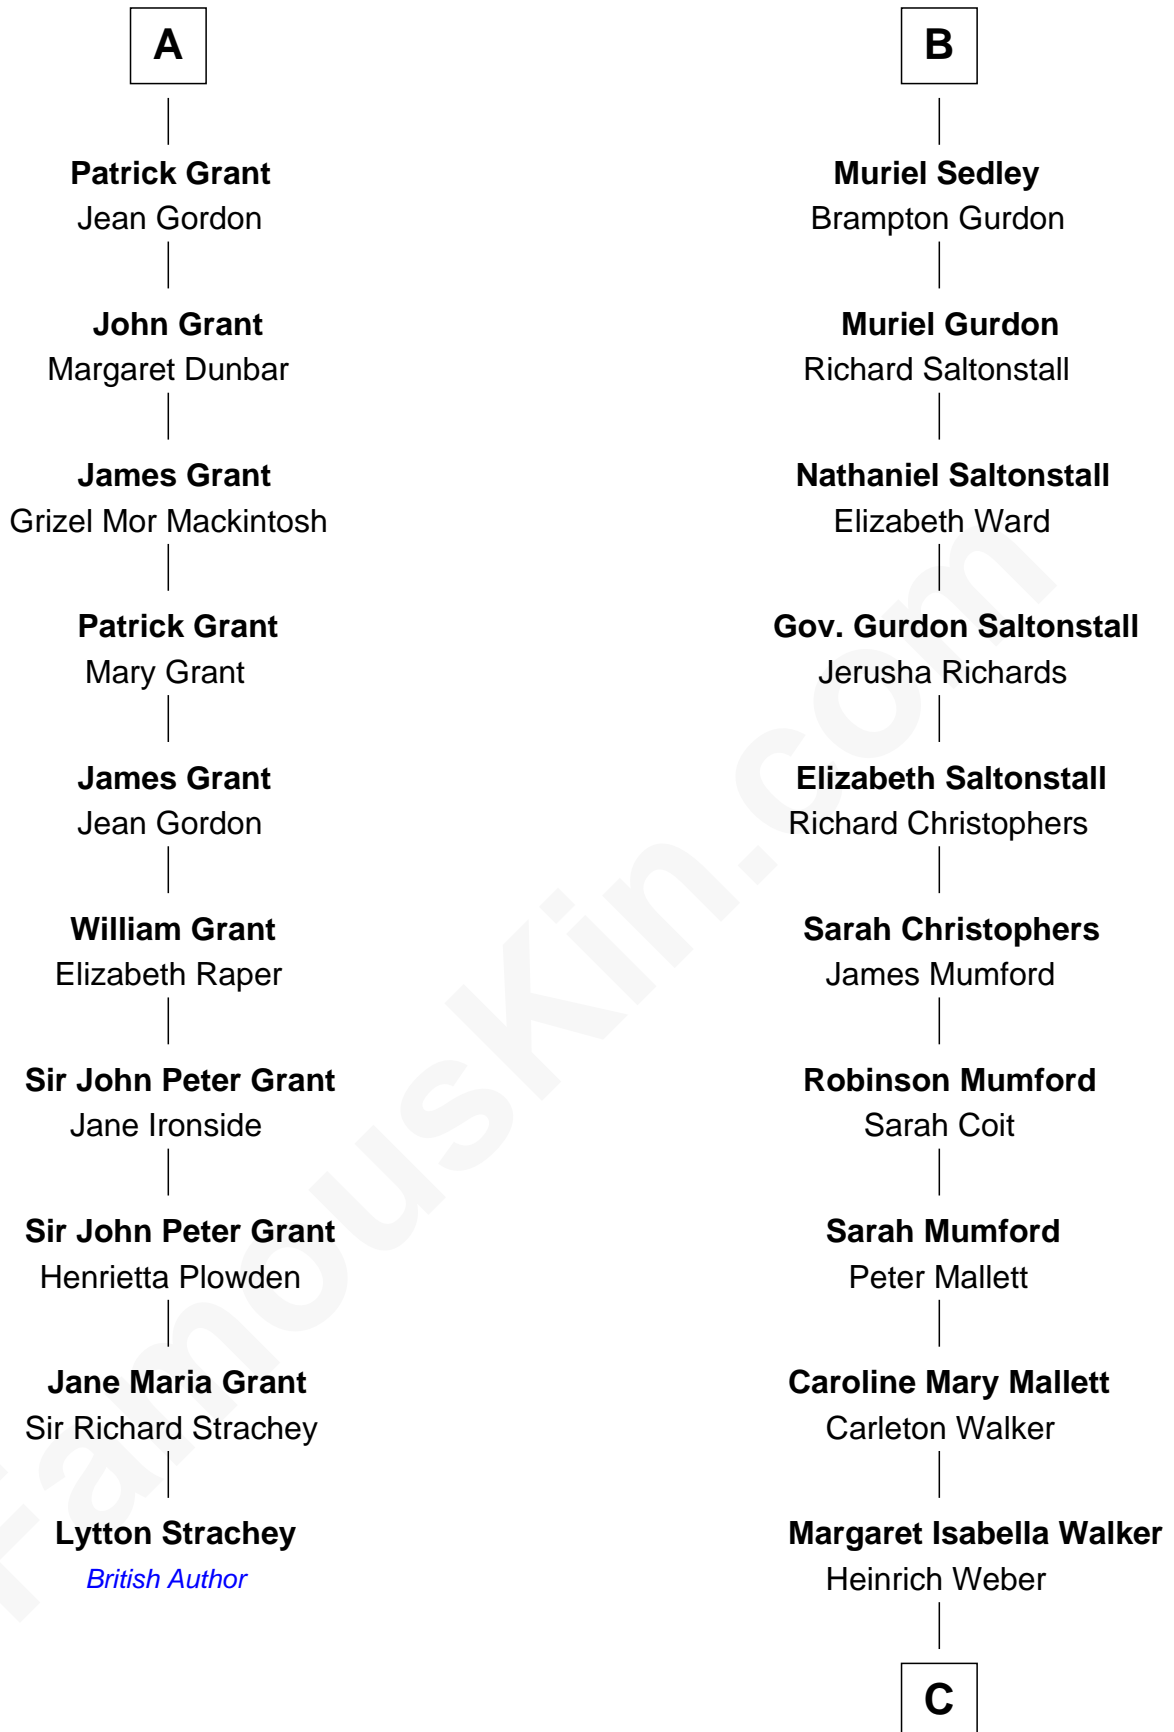 A
Patrick Grant
Jean Gordon
John Grant
Margaret Dunbar
James Grant
Grizel Mor Mackintosh
Patrick Grant
Mary Grant
James Grant
Jean Gordon
William Grant
Elizabeth Raper
Sir John Peter Grant
Jane Ironside
Sir John Peter Grant
Henrietta Plowden
Jane Maria Grant
Sir Richard Strachey
Lytton Strachey
British Author
B
Muriel Sedley
Brampton Gurdon
Muriel Gurdon
Richard Saltonstall
Nathaniel Saltonstall
Elizabeth Ward
Gov. Gurdon Saltonstall
Jerusha Richards
Elizabeth Saltonstall
Richard Christophers
Sarah Christophers
James Mumford
Robinson Mumford
Sarah Coit
Sarah Mumford
Peter Mallett
Caroline Mary Mallett
Carleton Walker
Margaret Isabella Walker
Heinrich Weber
C
FamousKin.com